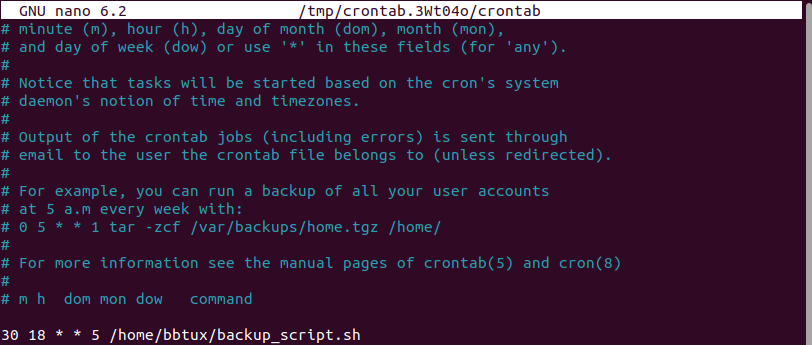 GNU nano 6.2 /tmp/crontab.3Wt04o/crontab
# minute (m), hour (h), day of month (dom), month (mon),
# and day of week (dow) or use '*' in these fields (for 'any').
#
# Notice that tasks will be started based on the cron's system
# daemon's notion of time and timezones.
#
# Output of the crontab jobs (including errors) is sent through
# email to the user the crontab file belongs to (unless redirected).
#
# For example, you can run a backup of all your user accounts
# at 5 a.m every week with:
# 0 5 * * 1 tar -zcf /var/backups/home.tgz /home/
#
# For more information see the manual pages of crontab(5) and cron(8)
#
# m h  dom mon dow   command
30 18 * * 5 /home/bbtux/backup_script.sh